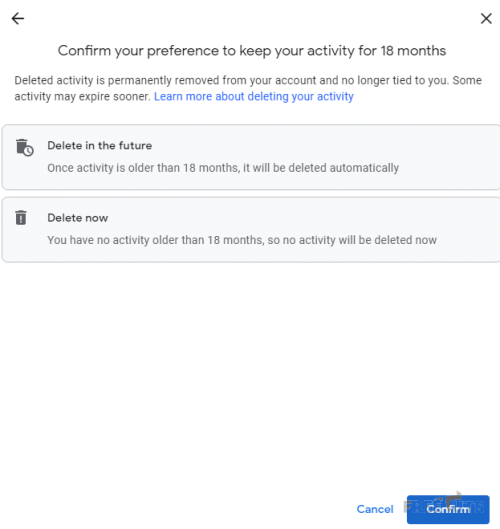 Confirm your preference to keep your activity for 18 months
Deleted activity is permanently removed from your account and no longer tied to you. Some
activity may expire sooner. Learn more about deleting your activity
Delete in the future
Once activity is older than 18 months, it will be deleted automatically
Delete now
You have no activity older than 18 months, so no activity will be deleted now
Cancel
Confirm